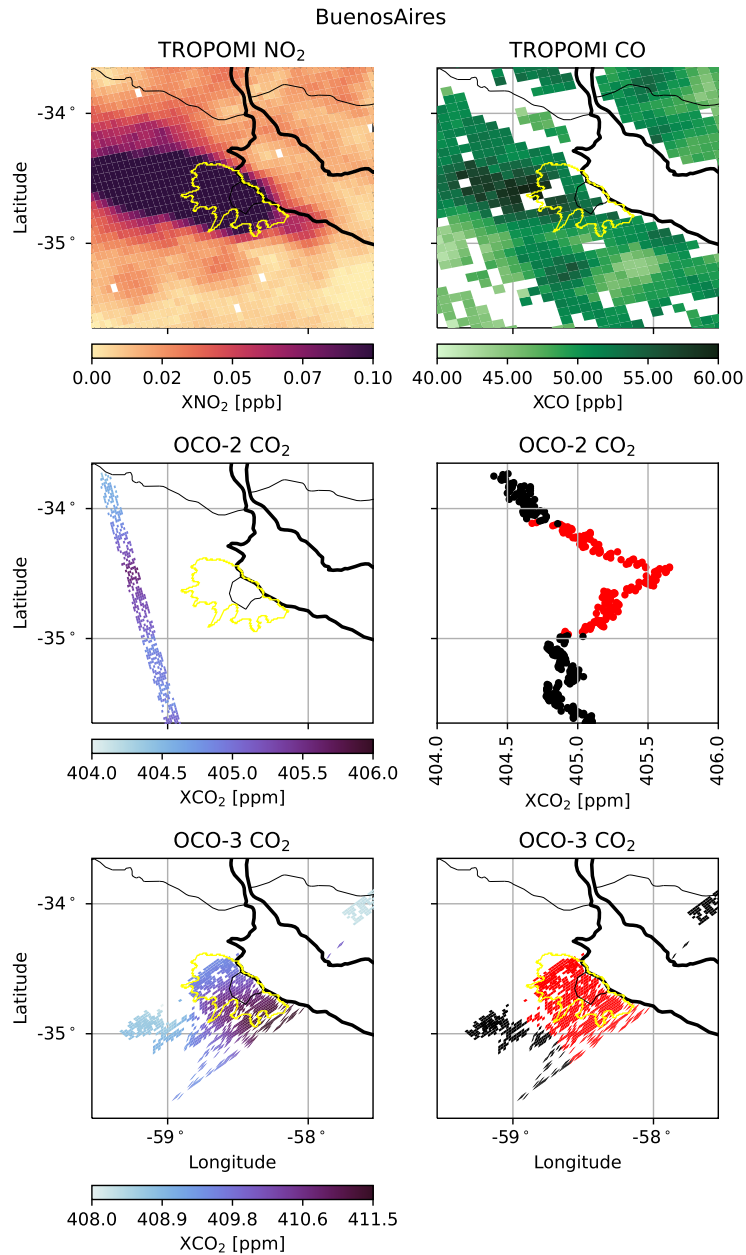 BuenosAires
TROPOMI NO₂
TROPOMI CO
-34°
-35°
Latitude
0.00 0.02 0.05 0.07 0.10
XNO₂ [ppb]
40.00 45.00 50.00 55.00 60.00
XCO [ppb]
OCO-2 CO₂
OCO-2 CO₂
-34°
-35°
Latitude
404.0 404.5 405.0 405.5 406.0
XCO₂ [ppm]
404.0 404.5 405.0 405.5 406.0
XCO₂ [ppm]
OCO-3 CO₂
OCO-3 CO₂
-34°
-35°
Latitude
-59° -58°
Longitude
-59° -58°
Longitude
408.0 408.9 409.8 410.6 411.5
XCO₂ [ppm]